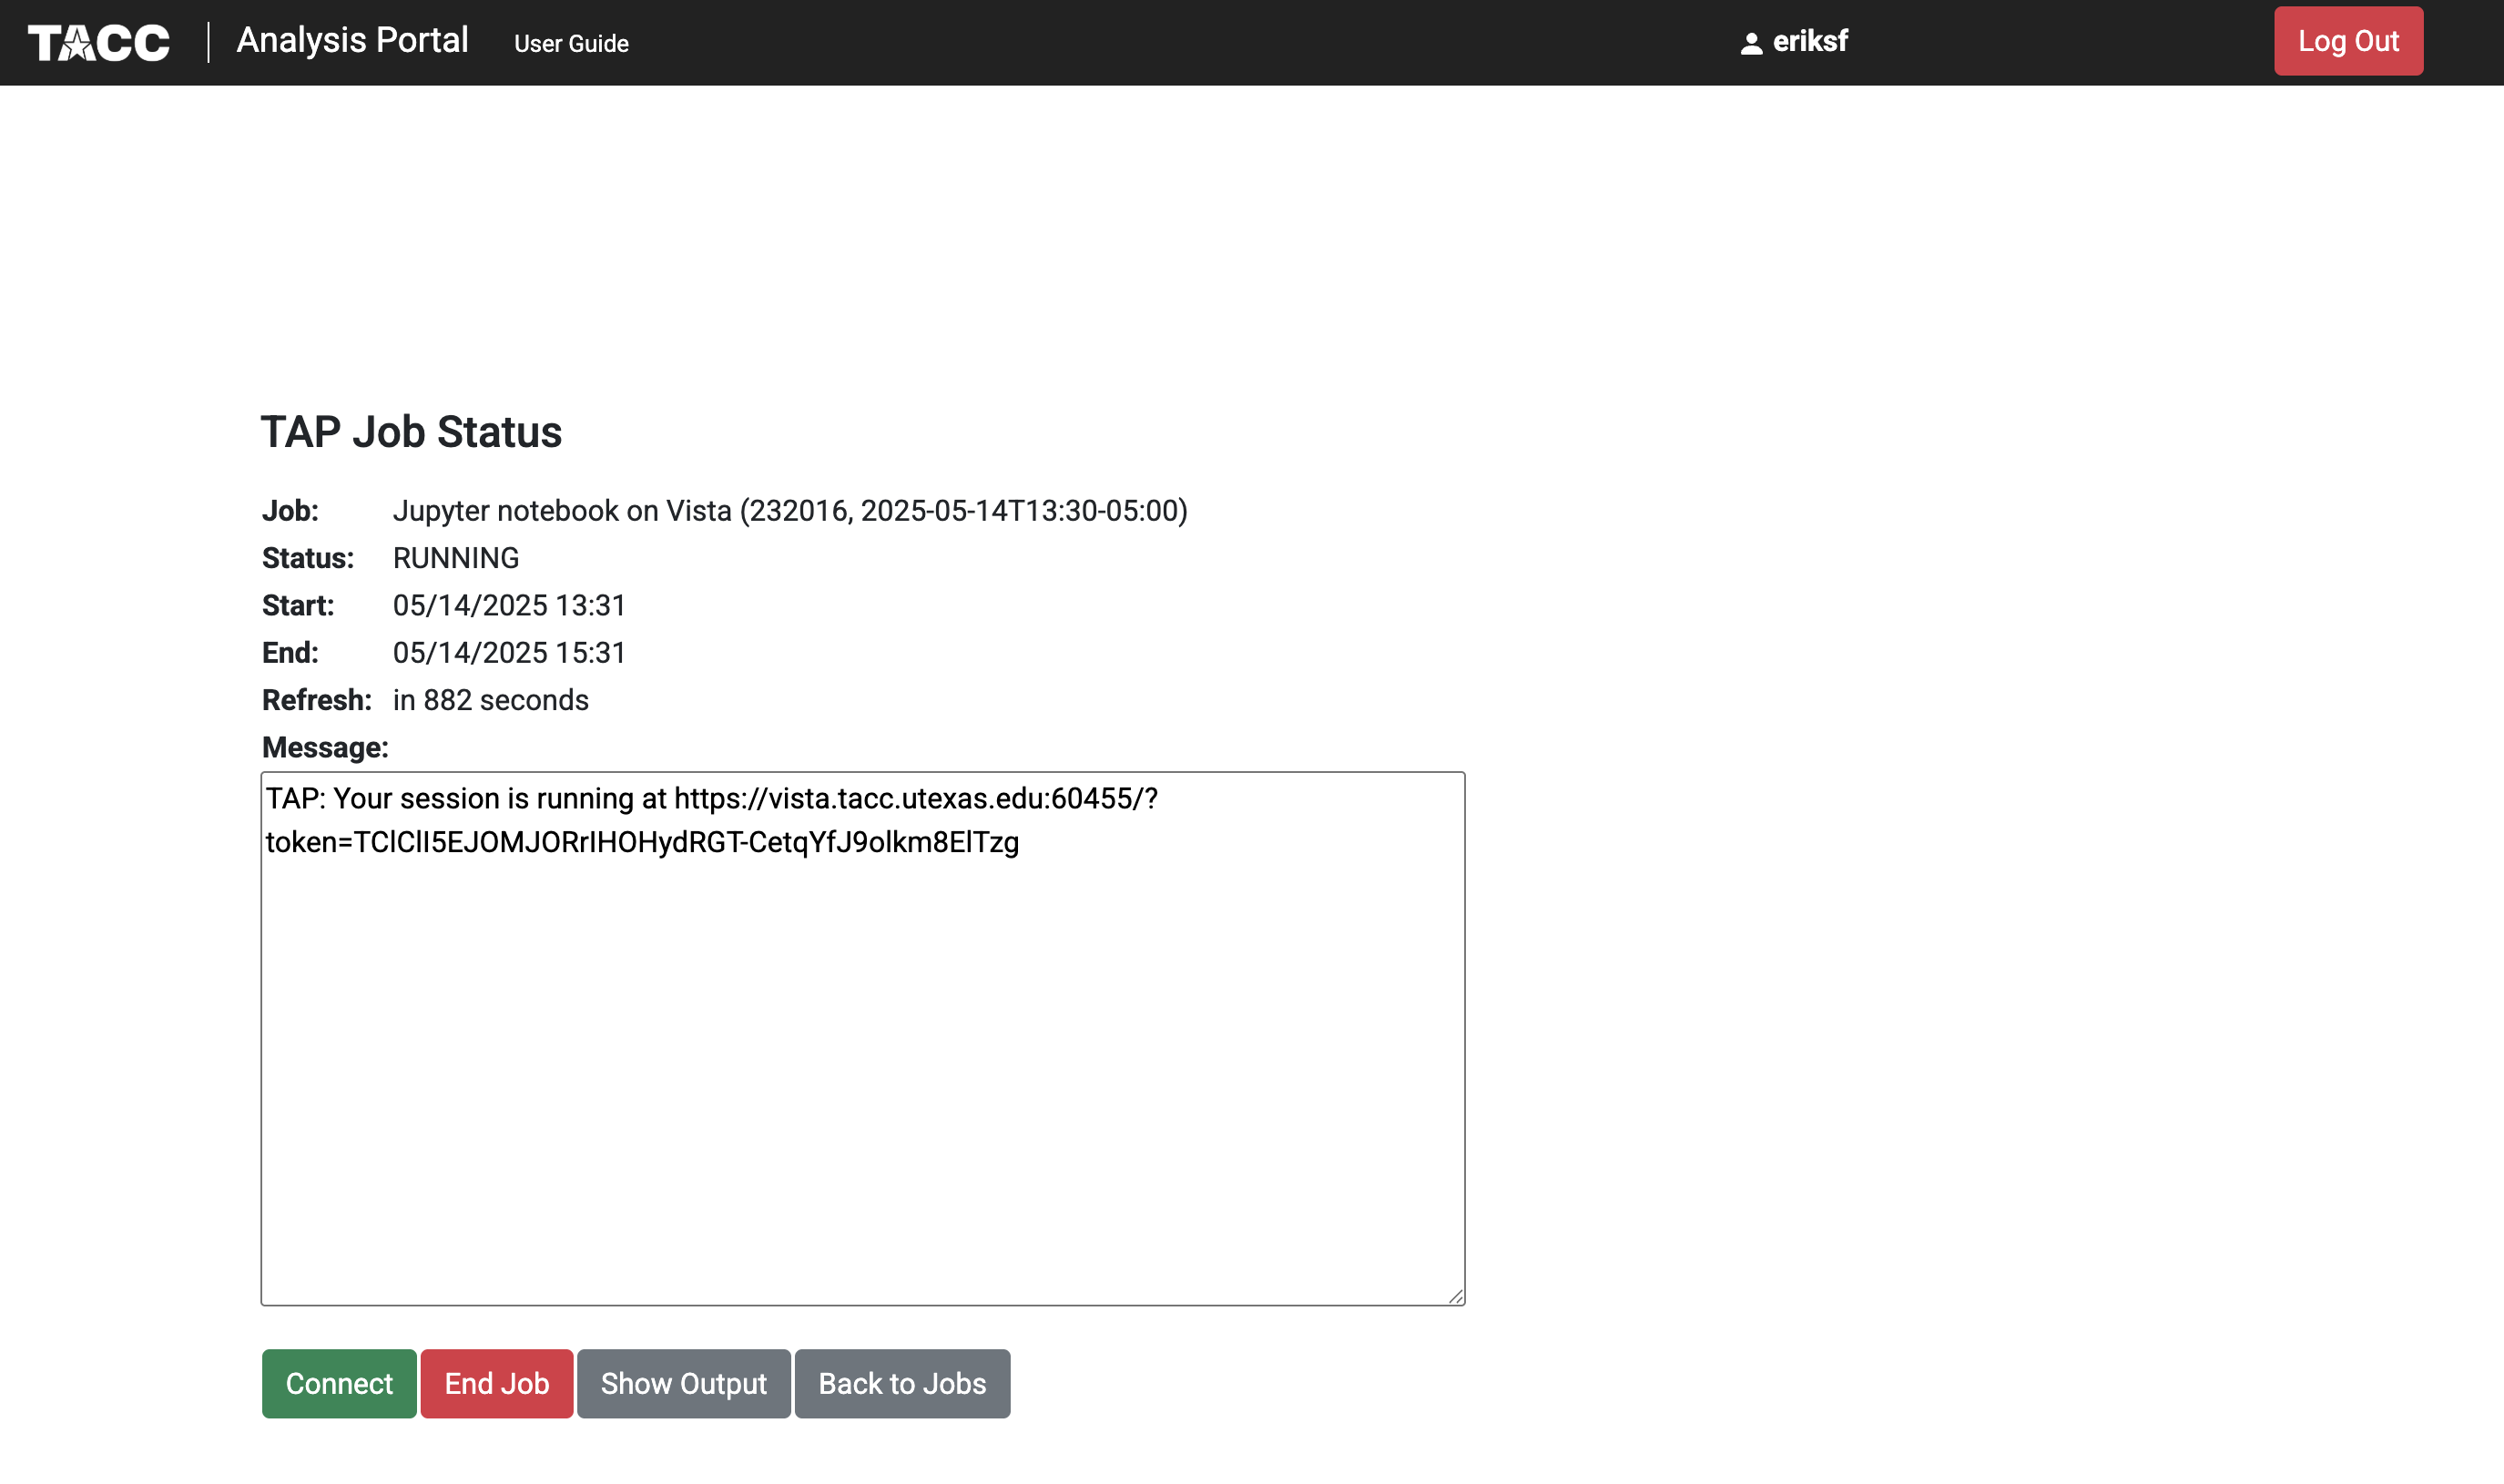 TACC | Analysis Portal User Guide eriksf Log Out
TAP Job Status
Job: Jupyter notebook on Vista (232016, 2025-05-14T13:30-05:00)
Status: RUNNING
Start: 05/14/2025 13:31
End: 05/14/2025 15:31
Refresh: in 882 seconds
Message:
TAP: Your session is running at https://vista.tacc.utexas.edu:60455/?
token=TClCll5EJOMJORrIHOHydRGT-CetqYfJ9olkm8ElTzg
Connect End Job Show Output Back to Jobs